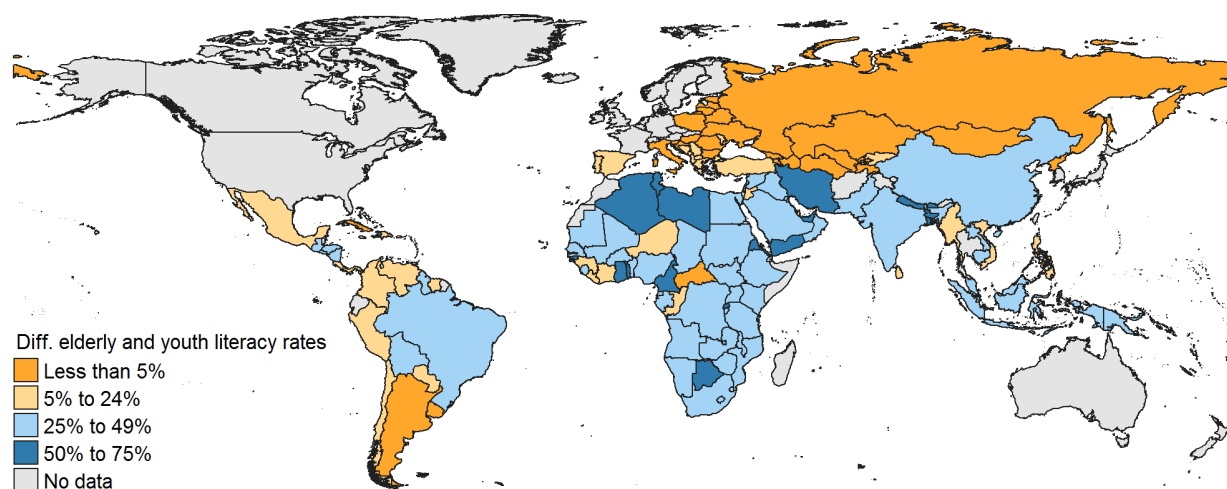 Diff. elderly and youth literacy rates
Less than 5%
5% to 24%
25% to 49%
50% to 75%
No data